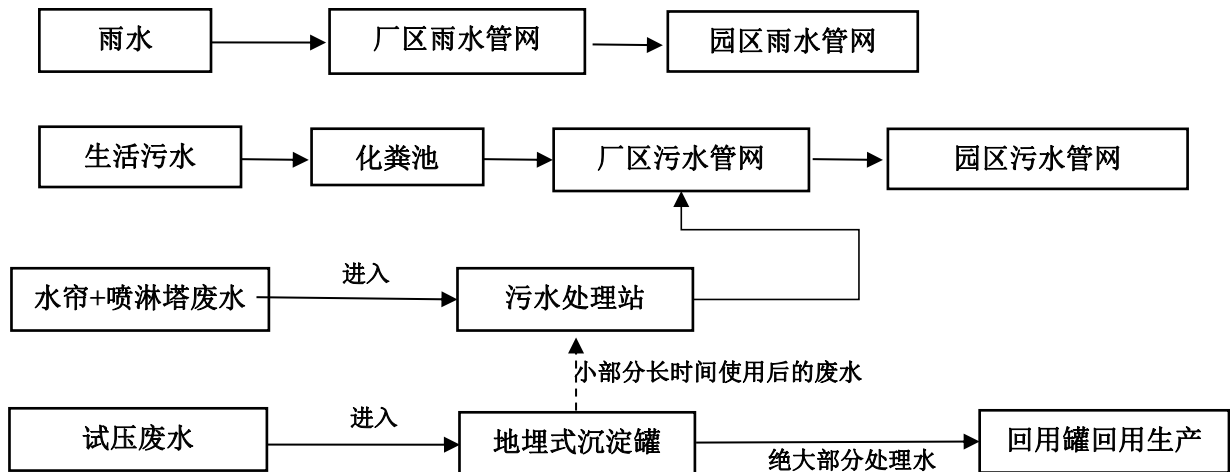 雨水
厂区雨水管网
园区雨水管网
生活污水
化粪池
厂区污水管网
园区污水管网
水帘+喷淋塔废水
进入
污水处理站
小部分长时间使用后的废水
试压废水
进入
地埋式沉淀罐
绝大部分处理水
回用罐回用生产